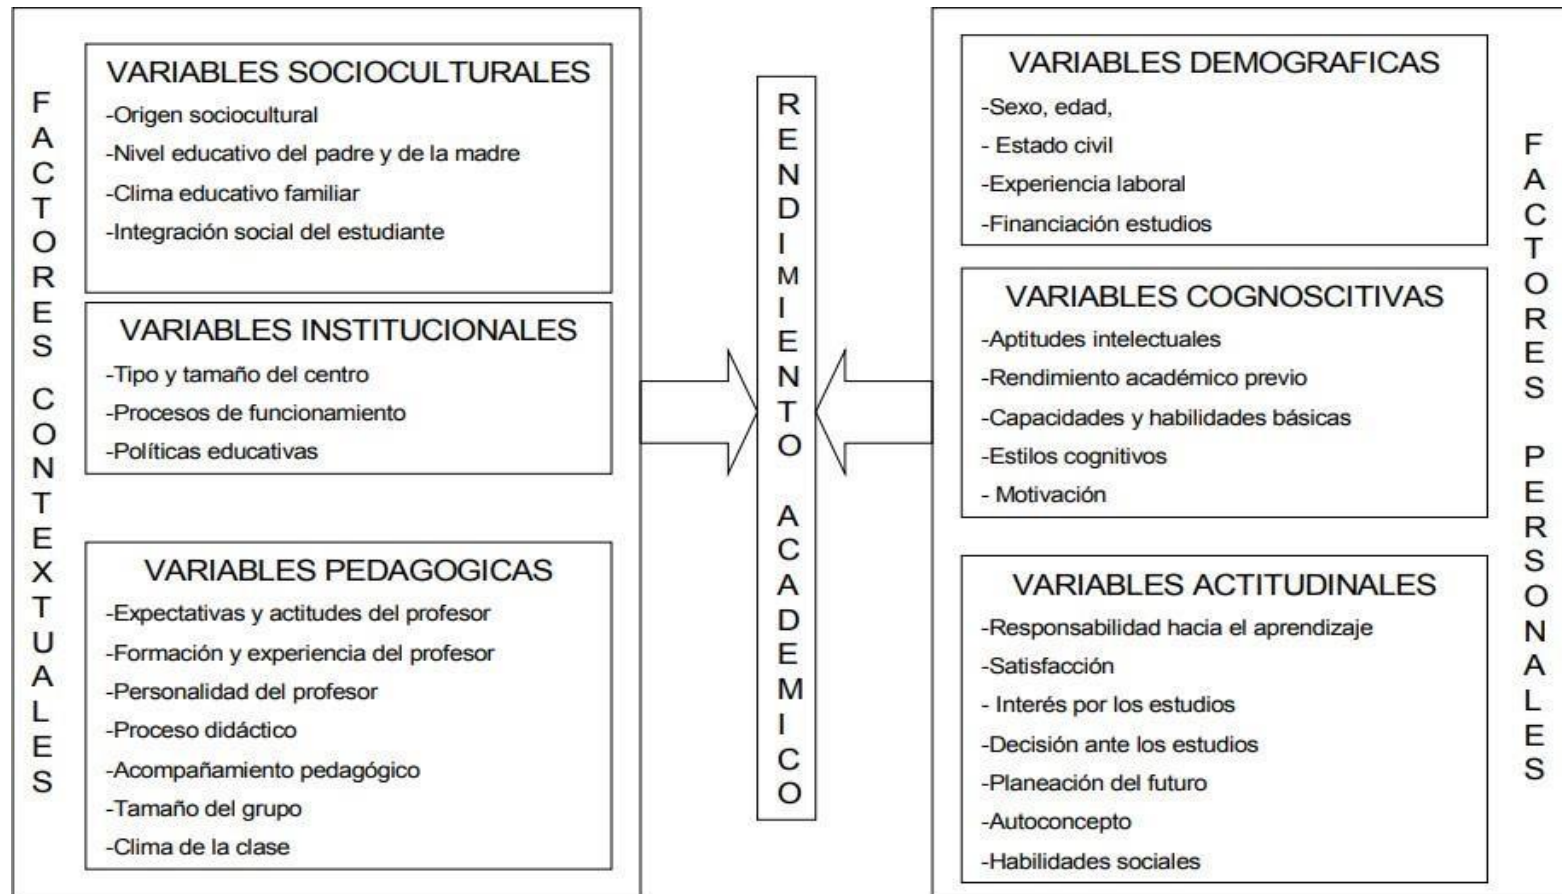 FACTORES CONTEXTUALES
VARIABLES SOCIOCULTURALES
-Origen sociocultural
-Nivel educativo del padre y de la madre
-Clima educativo familiar
-Integración social del estudiante
VARIABLES INSTITUCIONALES
-Tipo y tamaño del centro
-Procesos de funcionamiento
-Políticas educativas
VARIABLES PEDAGOGICAS
-Expectativas y actitudes del profesor
-Formación y experiencia del profesor
-Personalidad del profesor
-Proceso didáctico
-Acompañamiento pedagógico
-Tamaño del grupo
-Clima de la clase
RENDIMIENTO ACADEMICO
VARIABLES DEMOGRAFICAS
-Sexo, edad,
- Estado civil
-Experiencia laboral
-Financiación estudios
VARIABLES COGNOSCITIVAS
-Aptitudes intelectuales
-Rendimiento académico previo
-Capacidades y habilidades básicas
-Estilos cognitivos
- Motivación
VARIABLES ACTITUDINALES
-Responsabilidad hacia el aprendizaje
-Satisfacción
- Interés por los estudios
-Decisión ante los estudios
-Planeación del futuro
-Autoconcepto
-Habilidades sociales
FACTORES PERSONALES